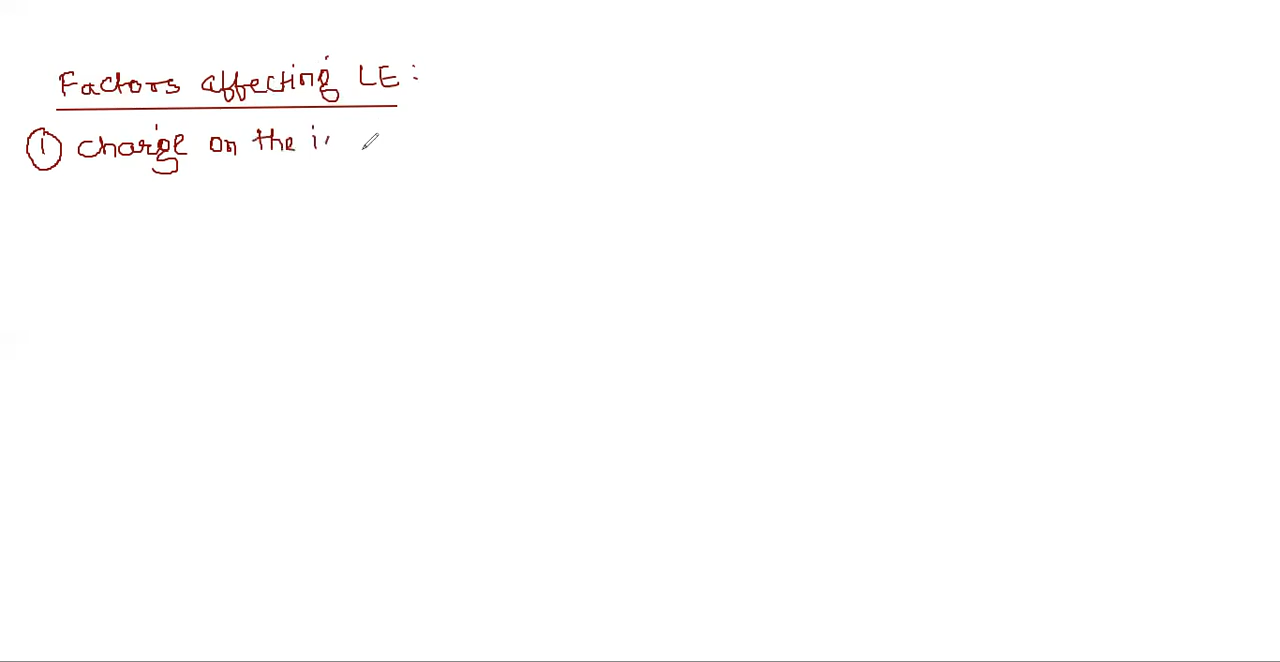 Factors affecting LE:
① charge on the i